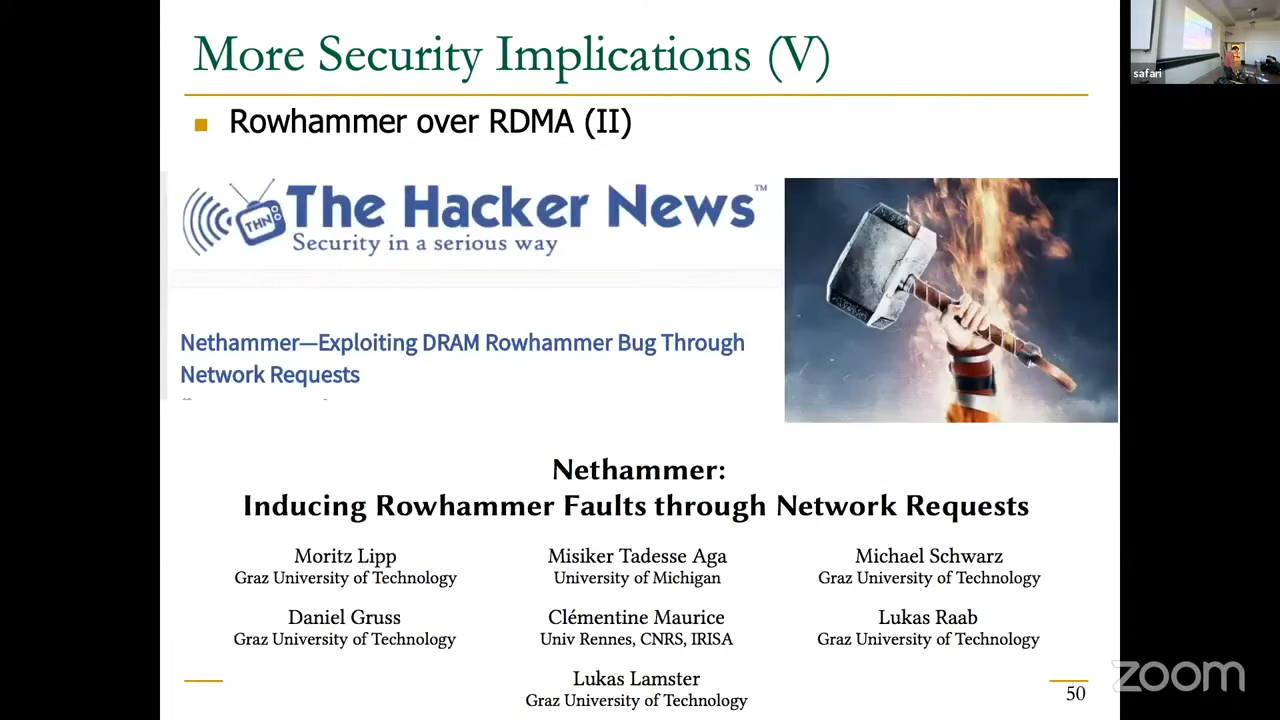 More Security Implications (V)
safari
Rowhammer over RDMA (II)
THN
The Hacker News™
Security in a serious way
Nethammer—Exploiting DRAM Rowhammer Bug Through
Network Requests
Nethammer:
Inducing Rowhammer Faults through Network Requests
Moritz Lipp
Graz University of Technology
Misiker Tadesse Aga
University of Michigan
Michael Schwarz
Graz University of Technology
Daniel Gruss
Graz University of Technology
Clémentine Maurice
Univ Rennes, CNRS, IRISA
Lukas Raab
Graz University of Technology
Lukas Lamster
Graz University of Technology
50
zoom